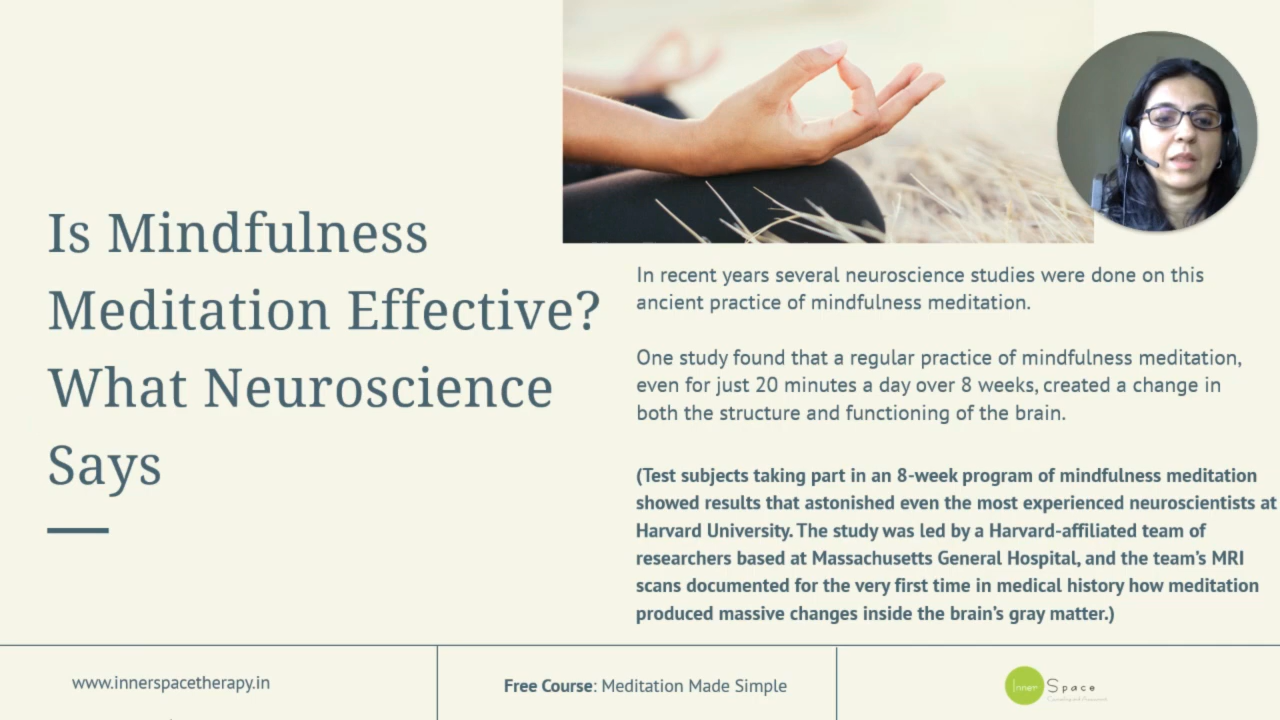 Is Mindfulness
Meditation Effective?
What Neuroscience
Says
In recent years several neuroscience studies were done on this
ancient practice of mindfulness meditation.
One study found that a regular practice of mindfulness meditation,
even for just 20 minutes a day over 8 weeks, created a change in
both the structure and functioning of the brain.
(Test subjects taking part in an 8-week program of mindfulness meditation
showed results that astonished even the most experienced neuroscientists at
Harvard University. The study was led by a Harvard-affiliated team of
researchers based at Massachusetts General Hospital, and the team's MRI
scans documented for the very first time in medical history how meditation
produced massive changes inside the brain's gray matter.)
www.innerspacetherapy.in
Free Course: Meditation Made Simple
Inner Space